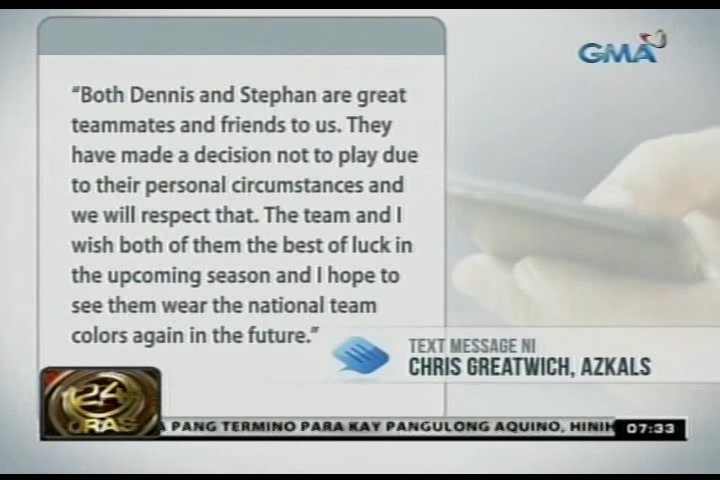 GMA
“Both Dennis and Stephan are great
teammates and friends to us. They
have made a decision not to play due
to their personal circumstances and
we will respect that. The team and I
wish both of them the best of luck in
the upcoming season and I hope to
see them wear the national team
colors again in the future.”
TEXT MESSAGE NI
CHRIS GREATWICH, AZKALS
24
ORAS
A PANG TERMINO PARA KAY PANGULONG AQUINO, HINIH
07:33